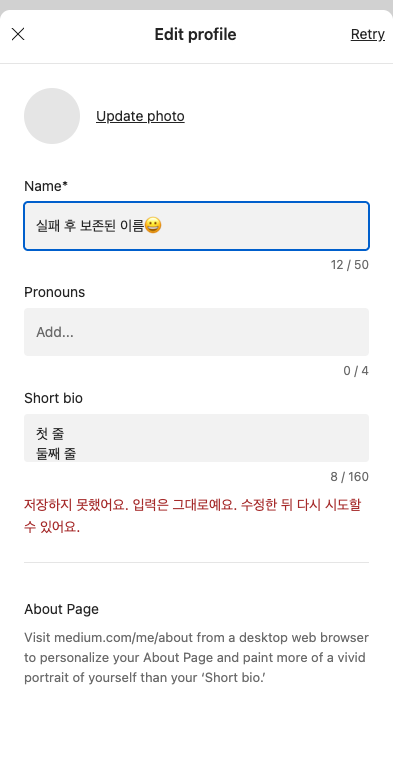 Edit profile
Retry
Update photo
Name*
실패 후 보존된 이름😀
12 / 50
Pronouns
Add...
0 / 4
Short bio
첫 줄
둘째 줄
8 / 160
저장하지 못했어요. 입력은 그대로예요. 수정한 뒤 다시 시도할
수 있어요.
About Page
Visit medium.com/me/about from a desktop web browser
to personalize your About Page and paint more of a vivid
portrait of yourself than your ‘Short bio.’